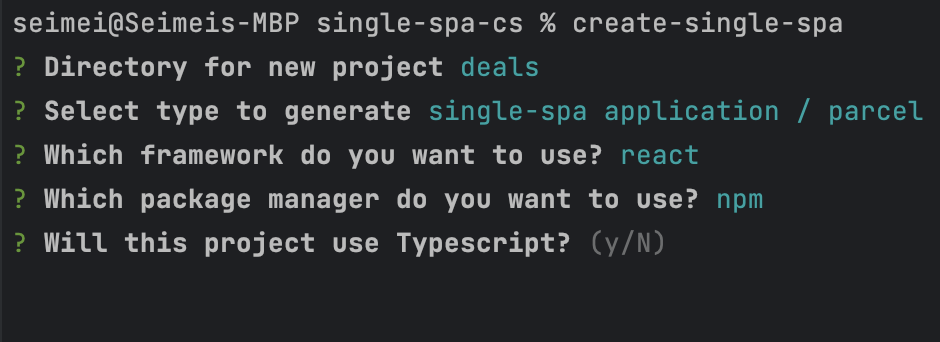 seimei@Seimeis-MBP single-spa-cs % create-single-spa
? Directory for new project deals
? Select type to generate single-spa application / parcel
? Which framework do you want to use? react
? Which package manager do you want to use? npm
? Will this project use Typescript? (y/N)